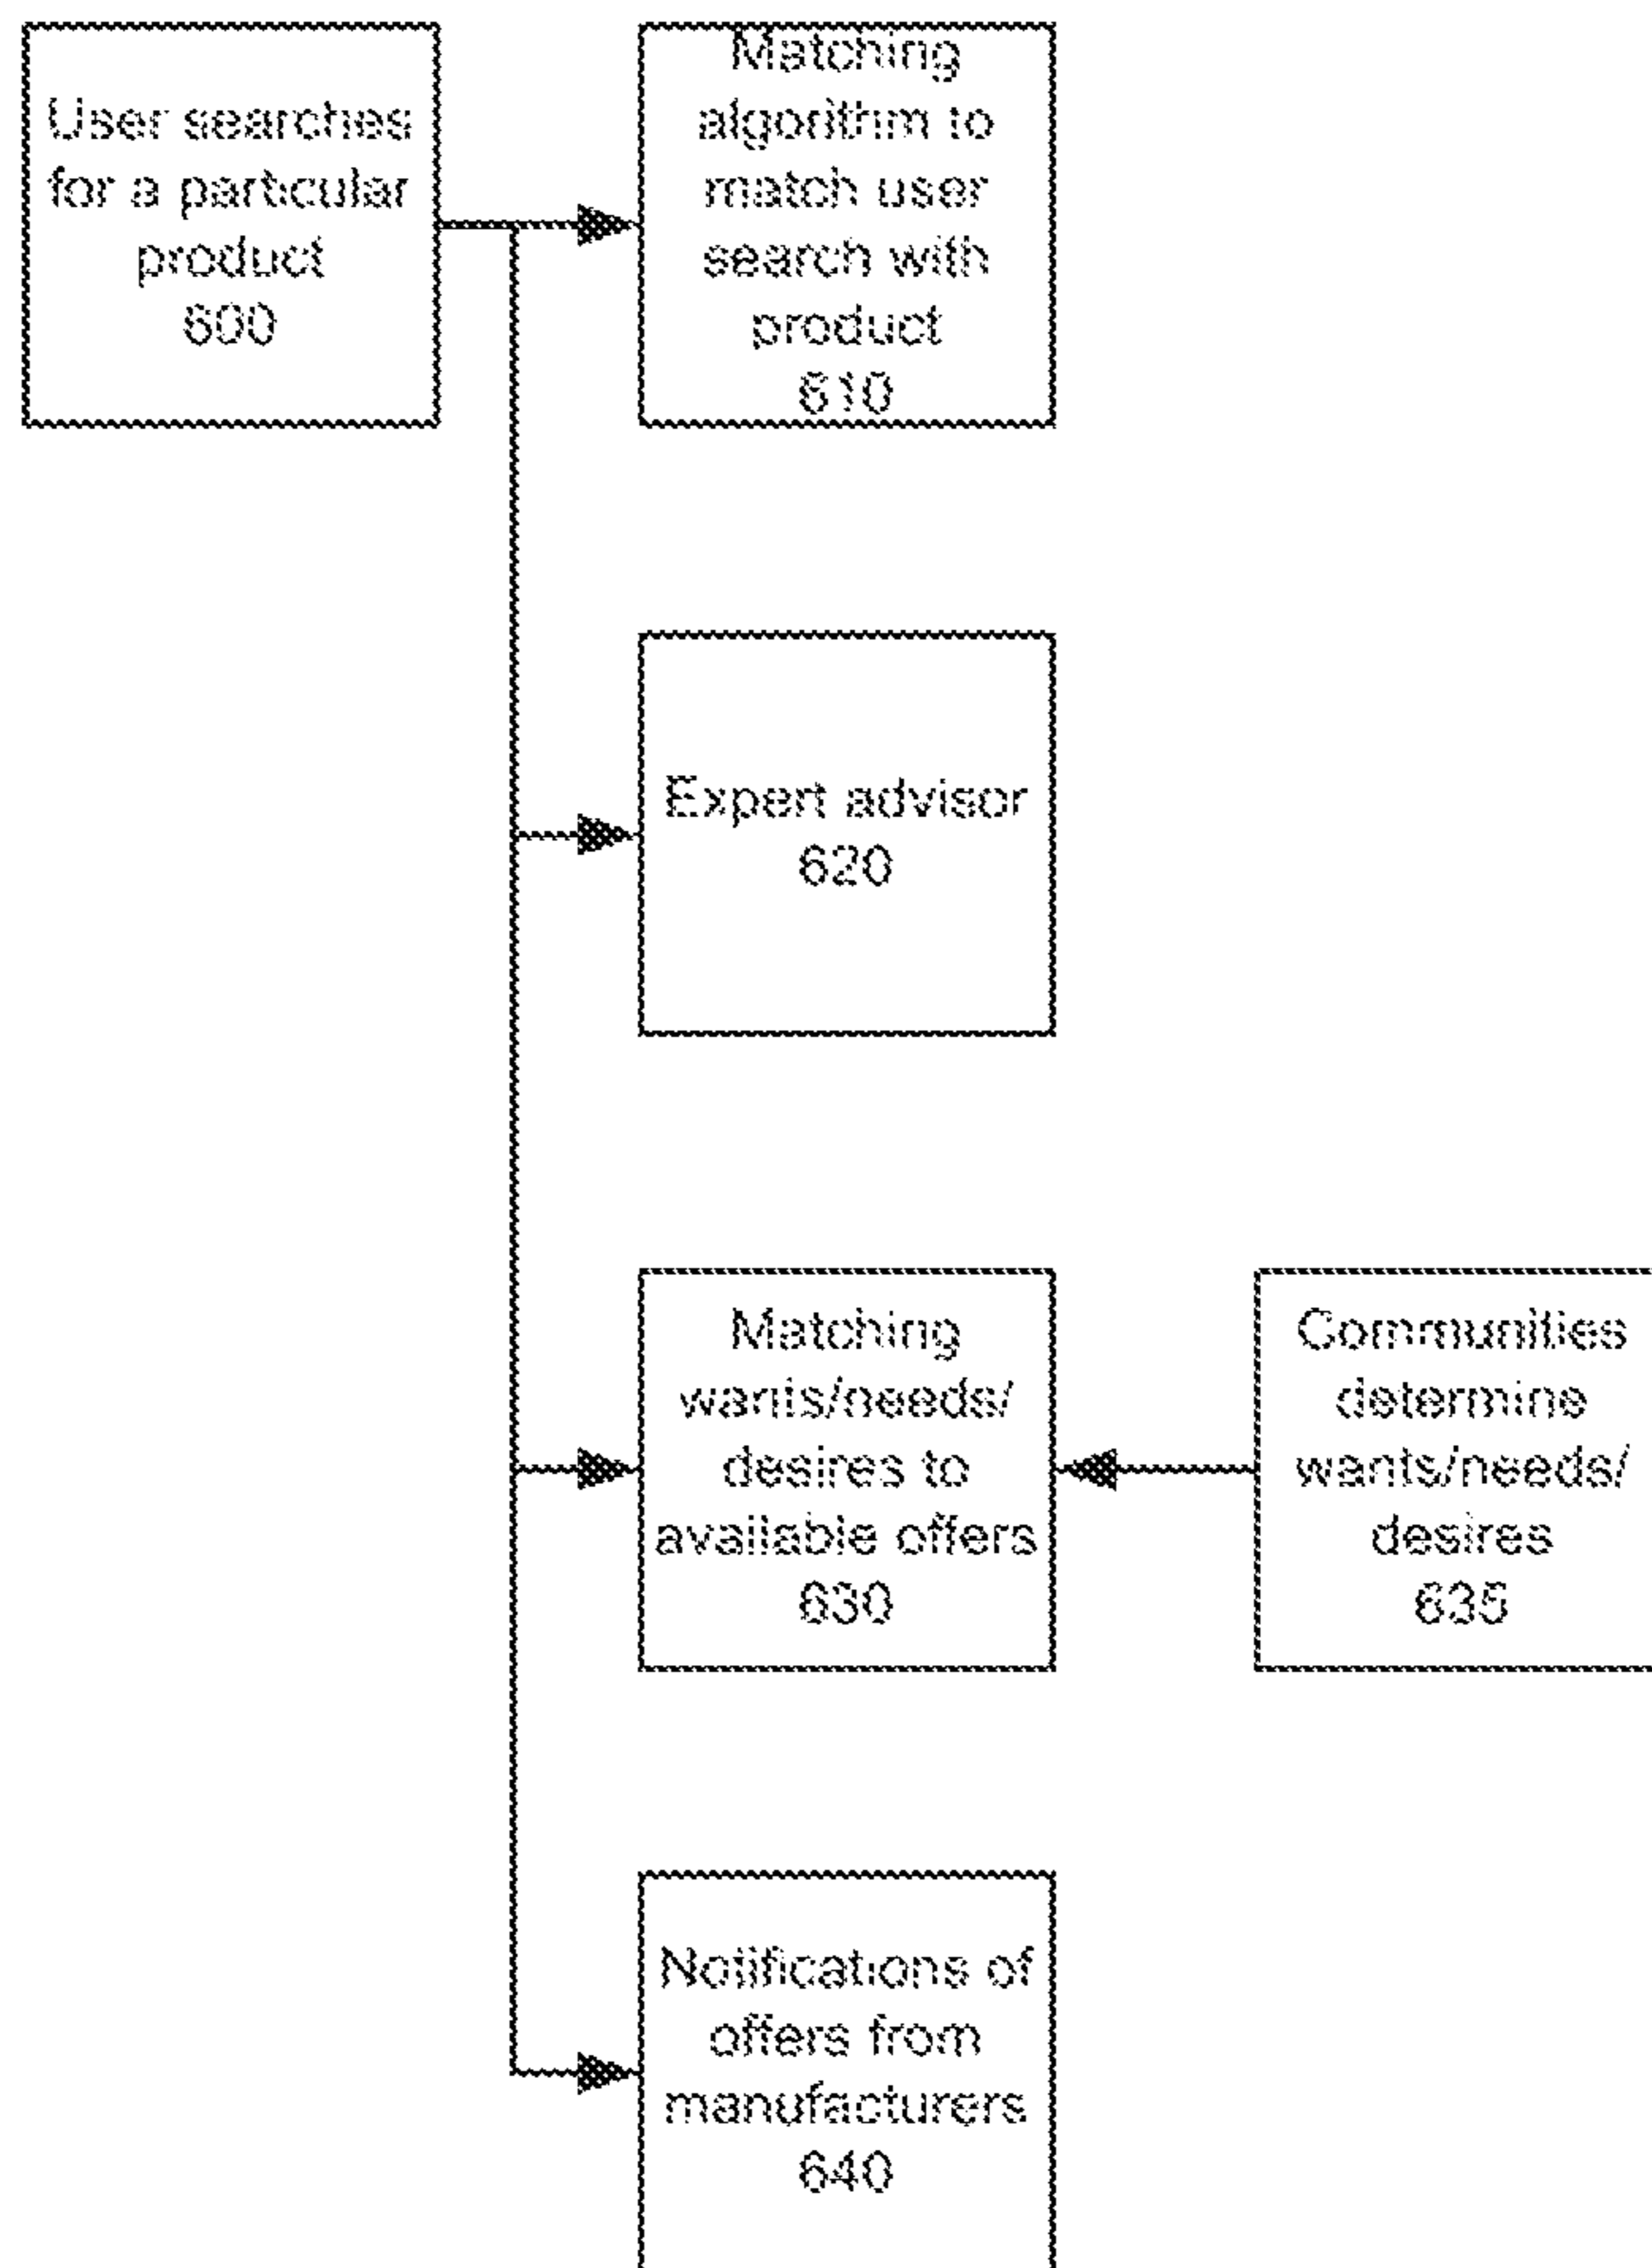 User searches
for a particular
product
600
Matching
algorithm to
match user
search with
product
610
Expert advisor
620
Matching
wants/needs/
desires to
available offers
630
Communities
determine
wants/needs/
desires
635
Notifications of
offers from
manufacturers
640